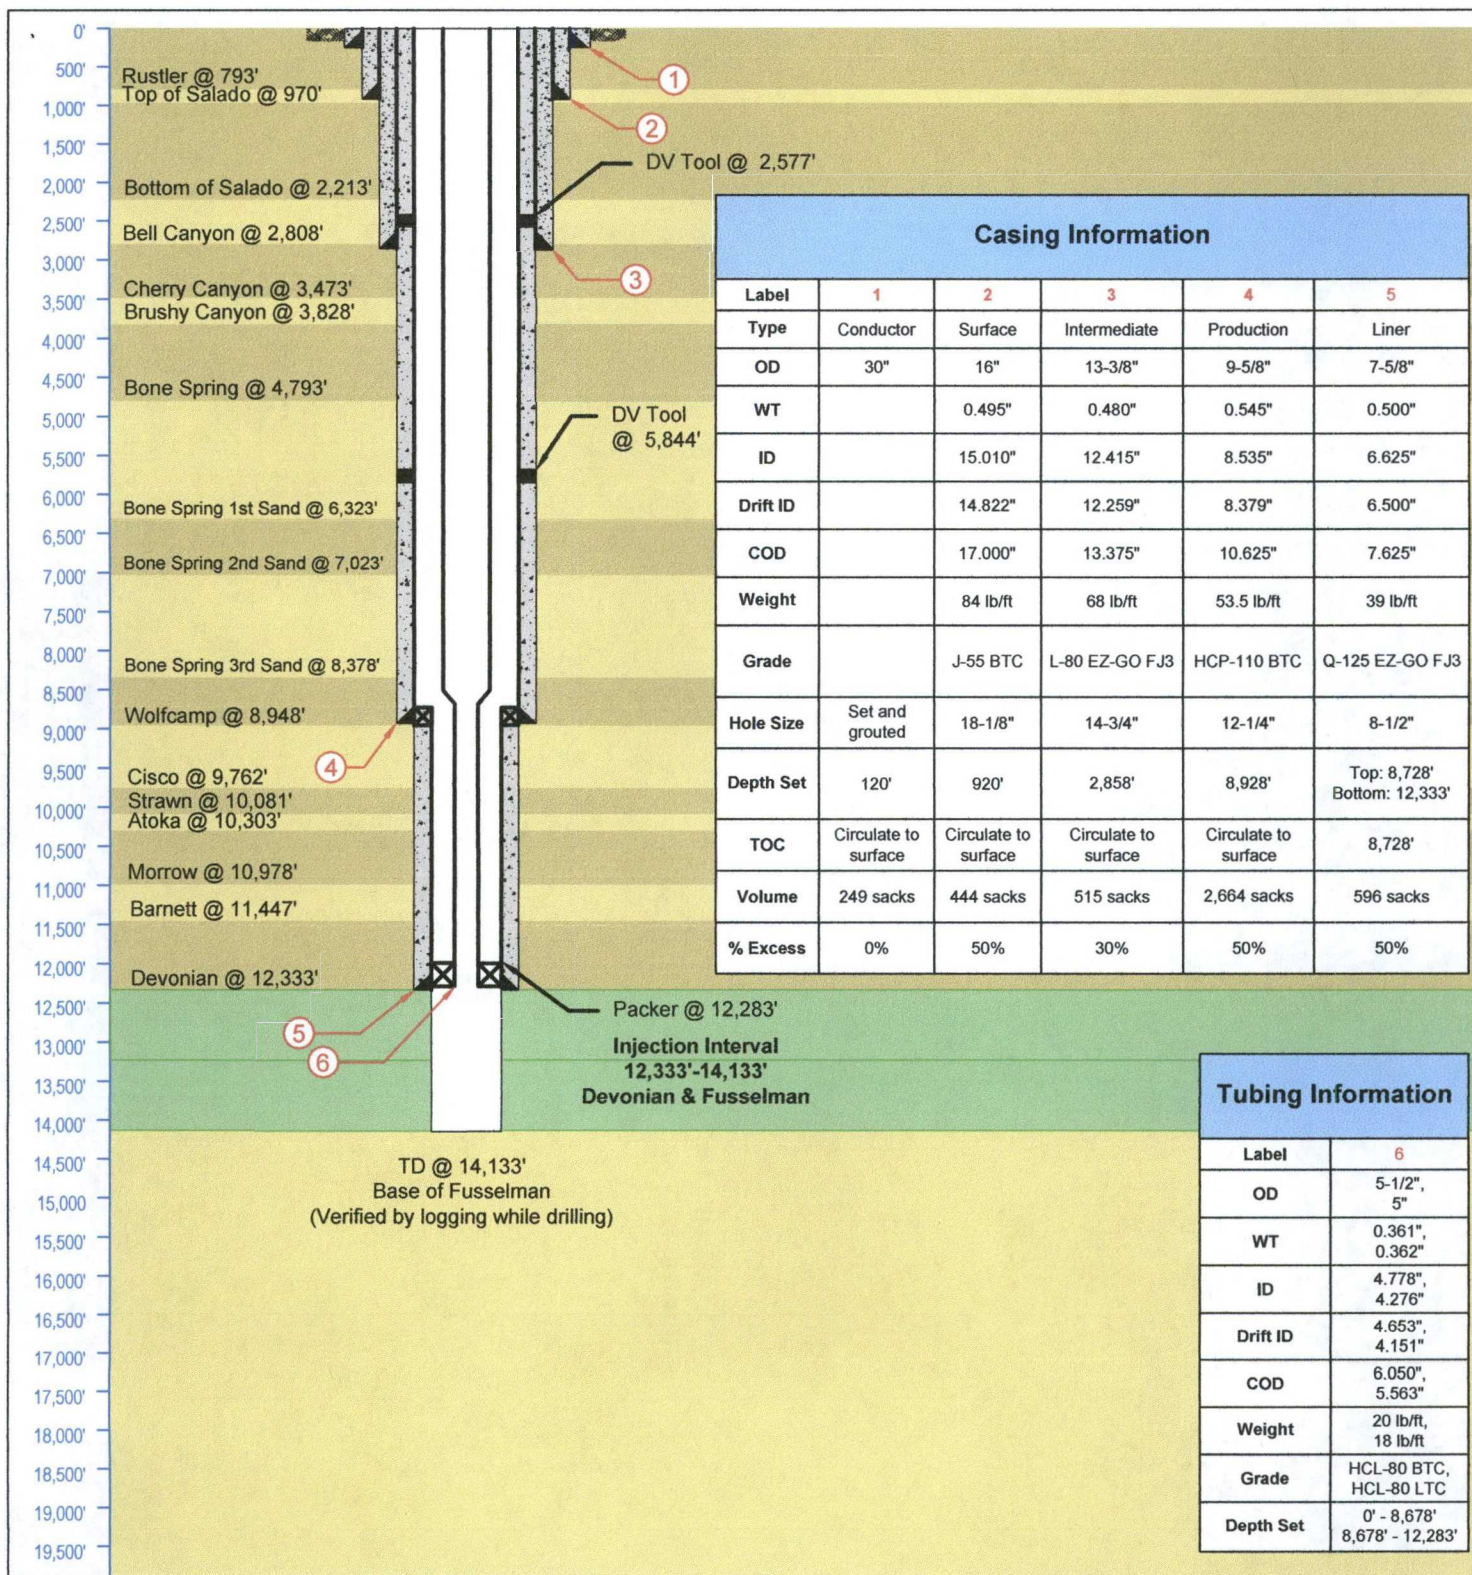 0'
500'
1,000'
1,500'
2,000'
2,500'
3,000'
3,500'
4,000'
4,500'
5,000'
5,500'
6,000'
6,500'
7,000'
7,500'
8,000'
8,500'
9,000'
9,500'
10,000'
10,500'
11,000'
11,500'
12,000'
12,500'
13,000'
13,500'
14,000'
14,500'
15,000
15,500'
16,000'
16,500'
17,000'
17,500'
18,000'
18,500'
19,000'
19,500'
Rustler @ 793'
Top of Salado @ 970'
Bottom of Salado @ 2,213'
Bell Canyon @ 2,808'
Cherry Canyon @ 3,473'
Brushy Canyon @ 3,828'
Bone Spring @ 4,793'
Bone Spring 1st Sand @ 6,323'
Bone Spring 2nd Sand @ 7,023'
Bone Spring 3rd Sand @ 8,378'
Wolfcamp @ 8,948'
Cisco @ 9,762'
Strawn @ 10,081'
Atoka @ 10,303'
Morrow @ 10,978'
Barnett @ 11,447'
Devonian @ 12,333'
1
2
DV Tool @ 2,577'
3
DV Tool
@ 5,844'
4
5
6
Packer @ 12,283'
Injection Interval
12,333'-14,133'
Devonian & Fusselman
TD @ 14,133'
Base of Fusselman
(Verified by logging while drilling)
Casing Information
Label 1 2 3 4 5
Type Conductor Surface Intermediate Production Liner
OD 30" 16" 13-3/8" 9-5/8" 7-5/8"
WT 0.495" 0.480" 0.545" 0.500"
ID 15.010" 12.415" 8.535" 6.625"
Drift ID 14.822" 12.259" 8.379" 6.500"
COD 17.000" 13.375" 10.625" 7.625"
Weight 84 lb/ft 68 lb/ft 53.5 lb/ft 39 lb/ft
Grade J-55 BTC L-80 EZ-GO FJ3 HCP-110 BTC Q-125 EZ-GO FJ3
Hole Size Set and grouted 18-1/8" 14-3/4" 12-1/4" 8-1/2"
Depth Set 120' 920' 2,858' 8,928' Top: 8,728' Bottom: 12,333'
TOC Circulate to surface Circulate to surface Circulate to surface Circulate to surface 8,728'
Volume 249 sacks 444 sacks 515 sacks 2,664 sacks 596 sacks
% Excess 0% 50% 30% 50% 50%
Tubing Information
Label 6
OD 5-1/2", 5"
WT 0.361", 0.362"
ID 4.778", 4.276"
Drift ID 4.653", 4.151"
COD 6.050", 5.563"
Weight 20 lb/ft, 18 lb/ft
Grade HCL-80 BTC, HCL-80 LTC
Depth Set 0' - 8,678' 8,678' - 12,283'